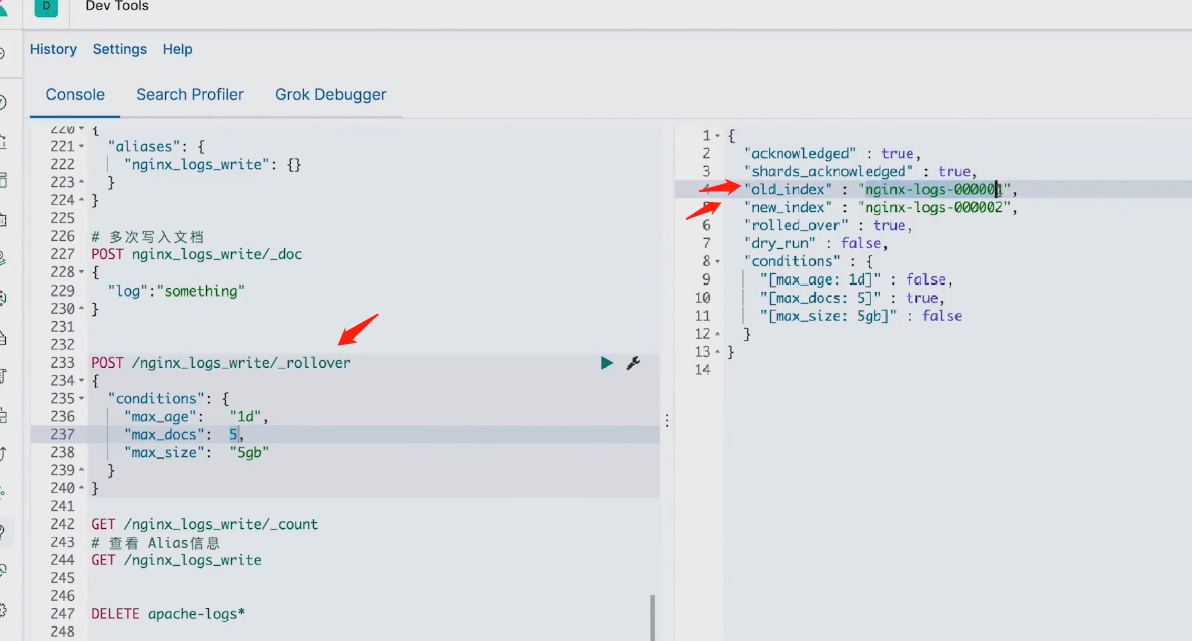 D Dev Tools
History Settings Help
Console Search Profiler Grok Debugger
220 {
221 "aliases": {
222 "nginx_logs_write": {}
223 }
224 }
225
226 # 多次写入文档
227 POST nginx_logs_write/_doc
228 {
229 "log":"something"
230 }
231
232
233 POST /nginx_logs_write/_rollover
234 {
235 "conditions": {
236 "max_age": "1d",
237 "max_docs": 5,
238 "max_size": "5gb"
239 }
240 }
241
242 GET /nginx_logs_write/_count
243 # 查看 Alias信息
244 GET /nginx_logs_write
245
246
247 DELETE apache-logs*
248
1 {
2 "acknowledged" : true,
3 "shards_acknowledged" : true,
4 "old_index" : "nginx-logs-000001",
5 "new_index" : "nginx-logs-000002",
6 "rolled_over" : true,
7 "dry_run" : false,
8 "conditions" : {
9 "[max_age: 1d]" : false,
10 "[max_docs: 5]" : true,
11 "[max_size: 5gb]" : false
12 }
13 }
14